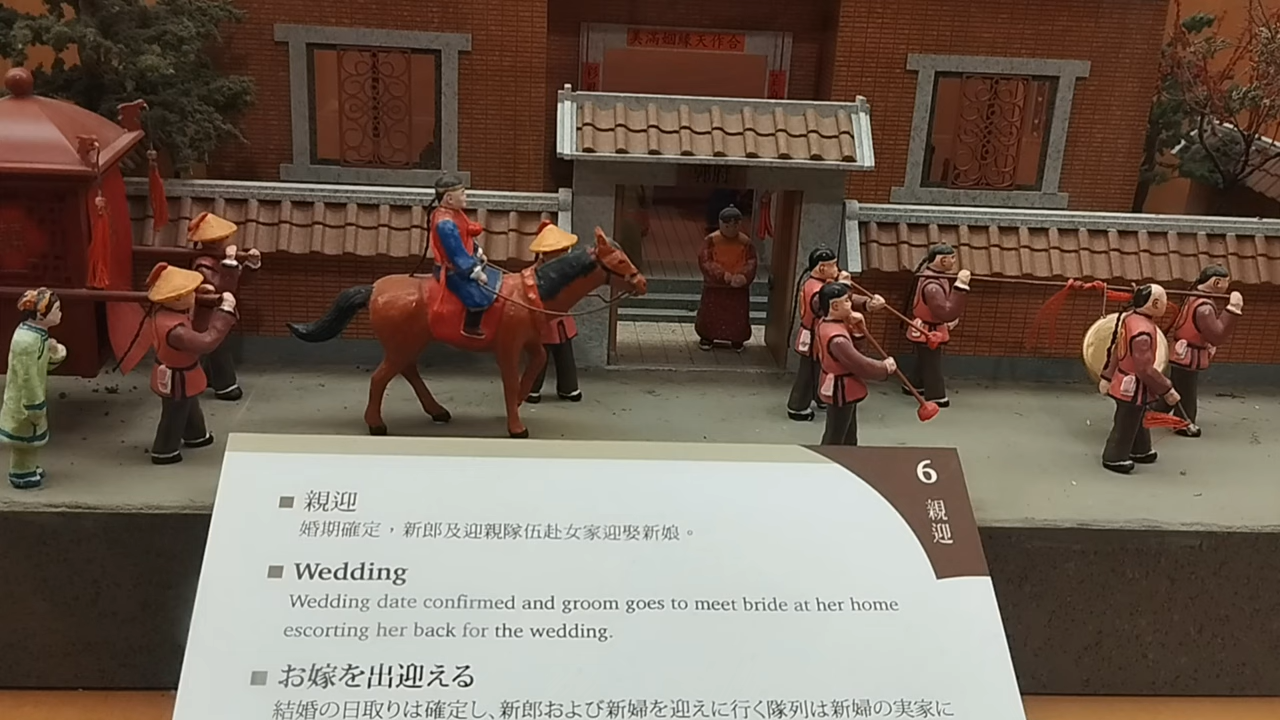 美滿姻緣天作合
6
親迎
■ 親迎
婚期確定，新郎及迎親隊伍赴女家迎娶新娘。
■ Wedding
Wedding date confirmed and groom goes to meet bride at her home
escorting her back for the wedding.
■ お嫁を出迎える
結婚の日取りは確定し、新郎および新婦を迎えに行く隊列は新婦の実家に